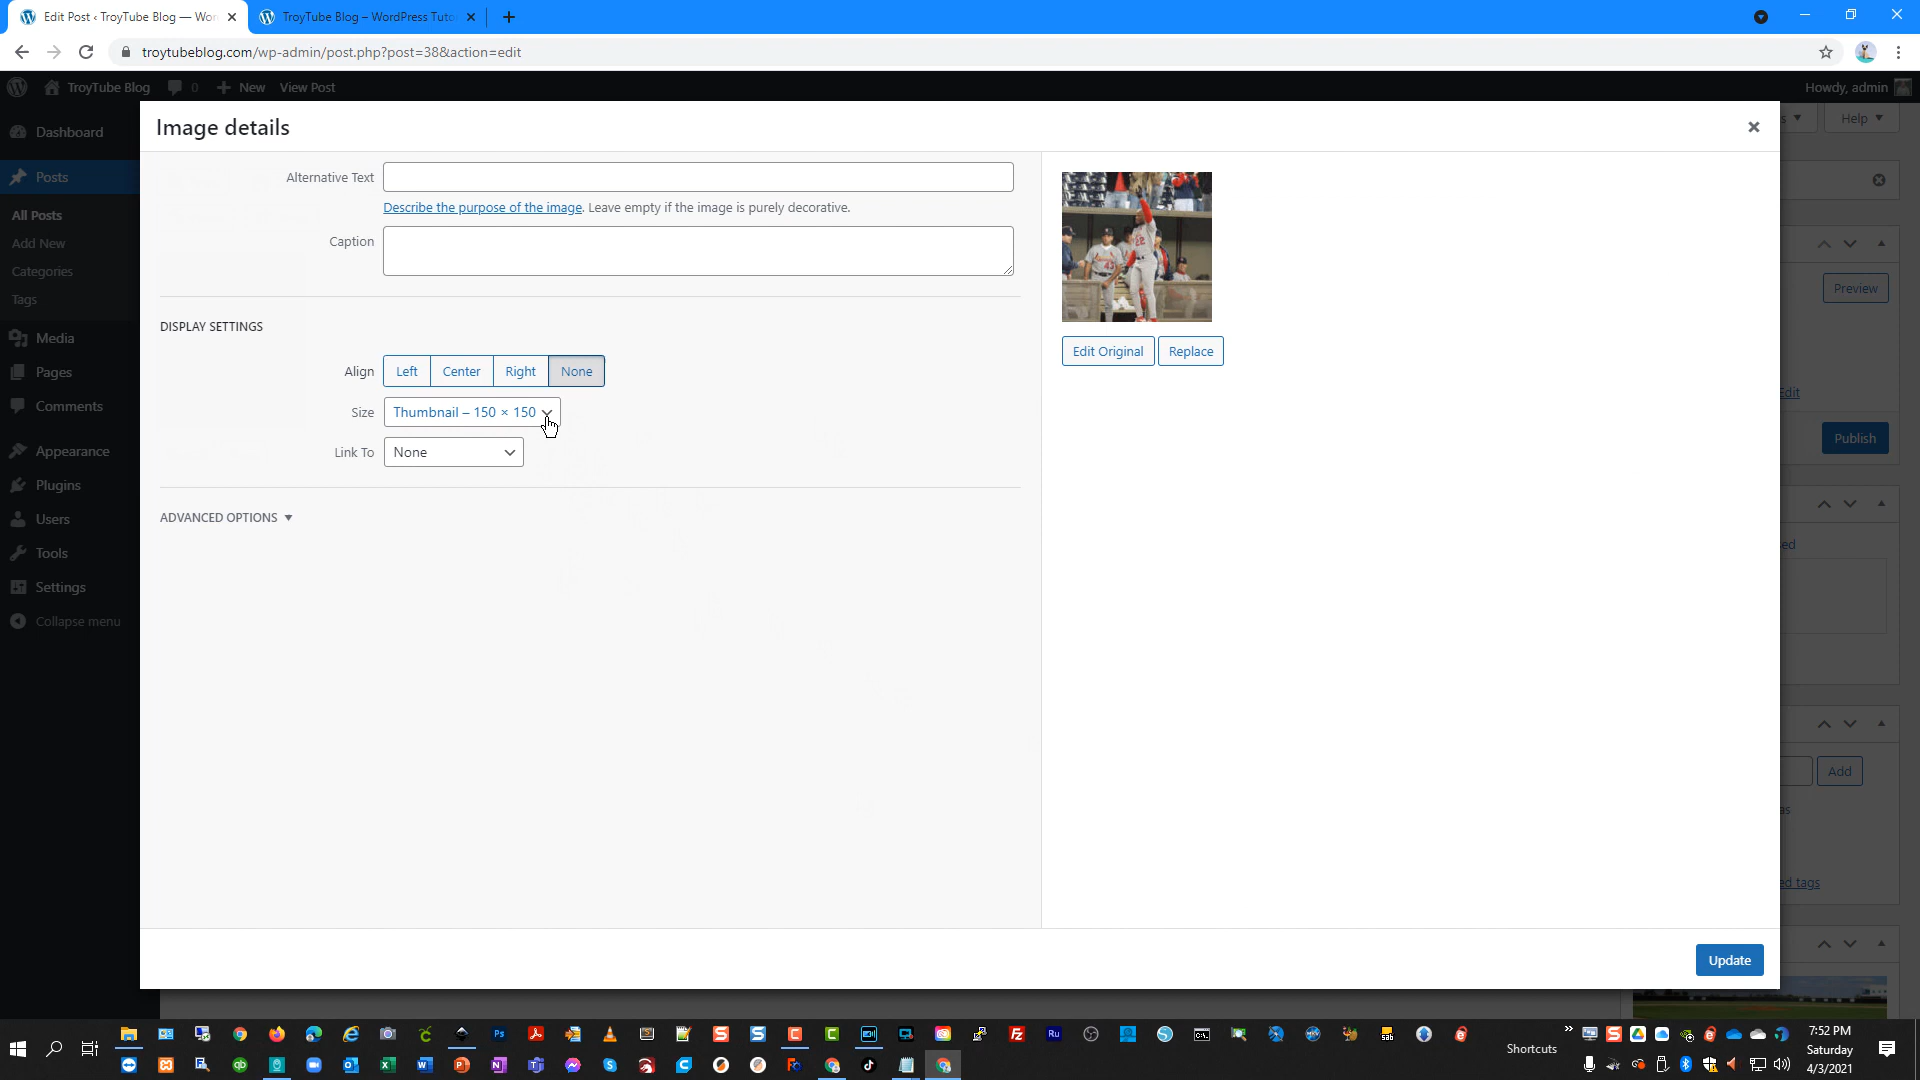 Edit Post ‹ TroyTube Blog — Wor
TroyTube Blog – WordPress Tuto
troytubeblog.com/wp-admin/post.php?post=38&action=edit
TroyTube Blog
0
New
View Post
Howdy, admin
Dashboard
Posts
All Posts
Add New
Categories
Tags
Media
Pages
Comments
Appearance
Plugins
Users
Tools
Settings
Collapse menu
Image details
Alternative Text
Describe the purpose of the image. Leave empty if the image is purely decorative.
Caption
DISPLAY SETTINGS
Align
Left
Center
Right
None
Size
Thumbnail – 150 × 150
Link To
None
ADVANCED OPTIONS
Edit Original
Replace
Update
Help
Preview
Edit
Publish
Add
ed tags
Shortcuts
7:52 PM
Saturday
4/3/2021